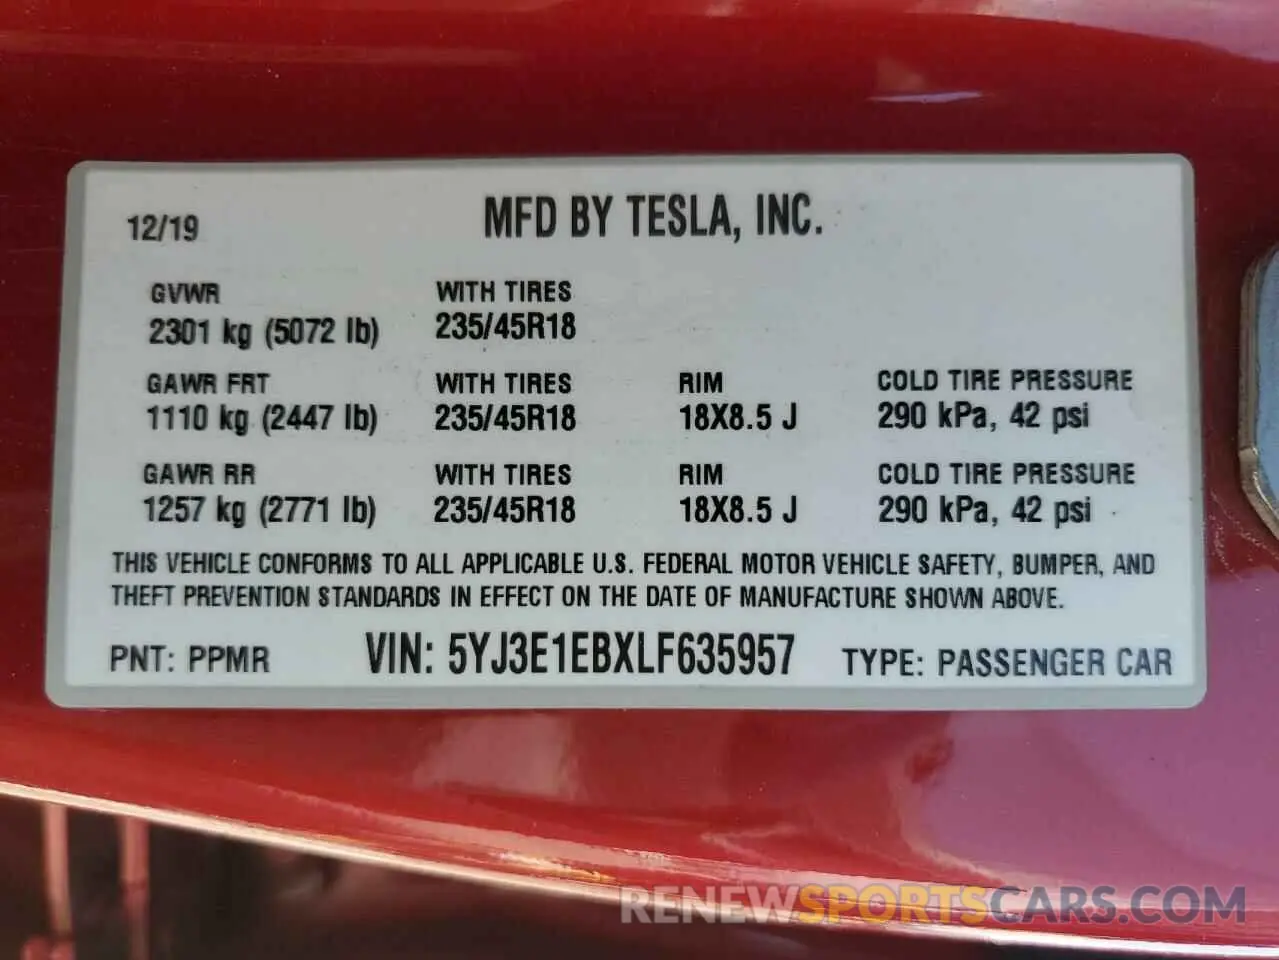 12/19 MFD BY TESLA, INC.
GVWR WITH TIRES
2301 kg (5072 lb) 235/45R18
GAWR FRT WITH TIRES RIM COLD TIRE PRESSURE
1110 kg (2447 lb) 235/45R18 18X8.5 J 290 kPa, 42 psi
GAWR RR WITH TIRES RIM COLD TIRE PRESSURE
1257 kg (2771 lb) 235/45R18 18X8.5 J 290 kPa, 42 psi
THIS VEHICLE CONFORMS TO ALL APPLICABLE U.S. FEDERAL MOTOR VEHICLE SAFETY, BUMPER, AND
THEFT PREVENTION STANDARDS IN EFFECT ON THE DATE OF MANUFACTURE SHOWN ABOVE.
PNT: PPMR VIN: 5YJ3E1EBXLF635957 TYPE: PASSENGER CAR
RENEWSPORTSCARS.COM